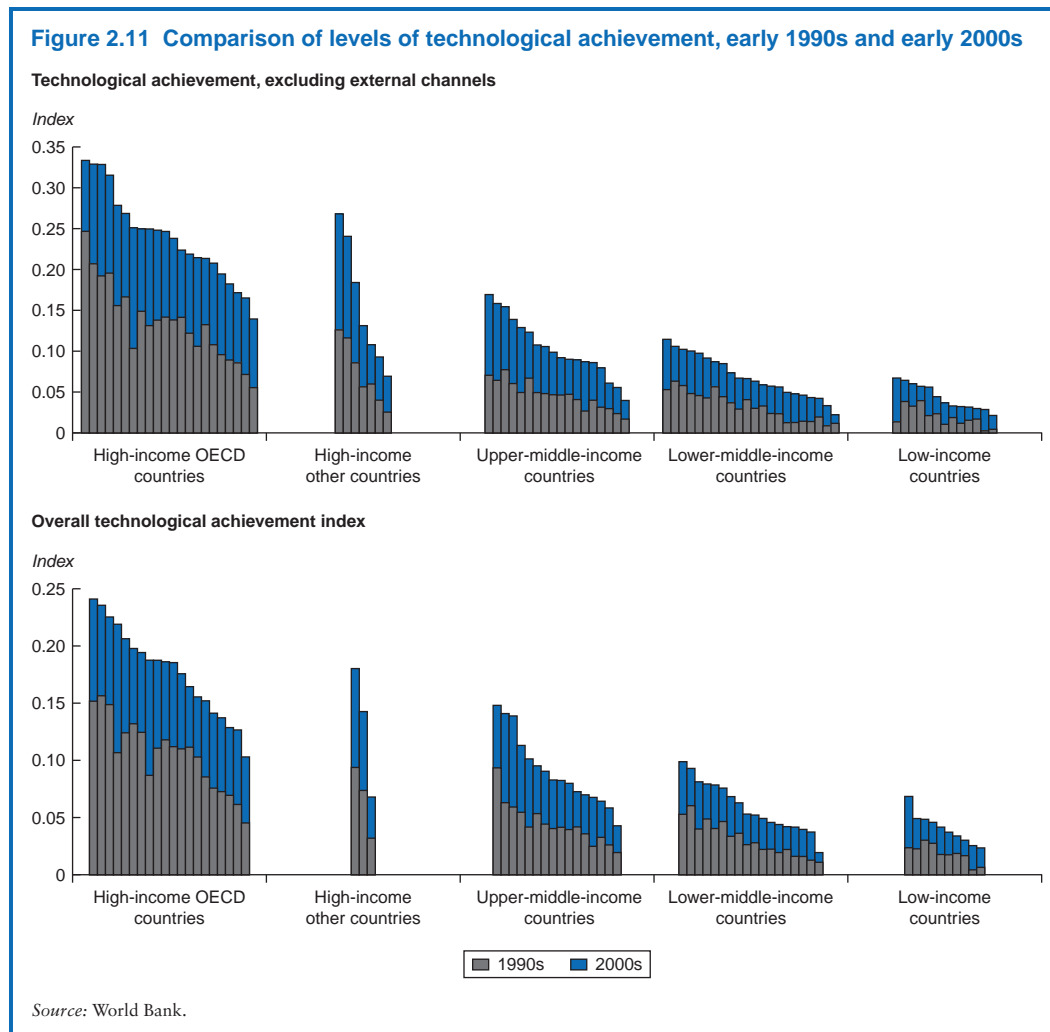 Figure 2.11 Comparison of levels of technological achievement, early 1990s and early 2000s
Technological achievement, excluding external channels
Index
0.35
0.30
0.25
0.20
0.15
0.10
0.05
0
High-income OECD countries
High-income other countries
Upper-middle-income countries
Lower-middle-income countries
Low-income countries
Overall technological achievement index
Index
0.25
0.20
0.15
0.10
0.05
0
High-income OECD countries
High-income other countries
Upper-middle-income countries
Lower-middle-income countries
Low-income countries
1990s 2000s
Source: World Bank.